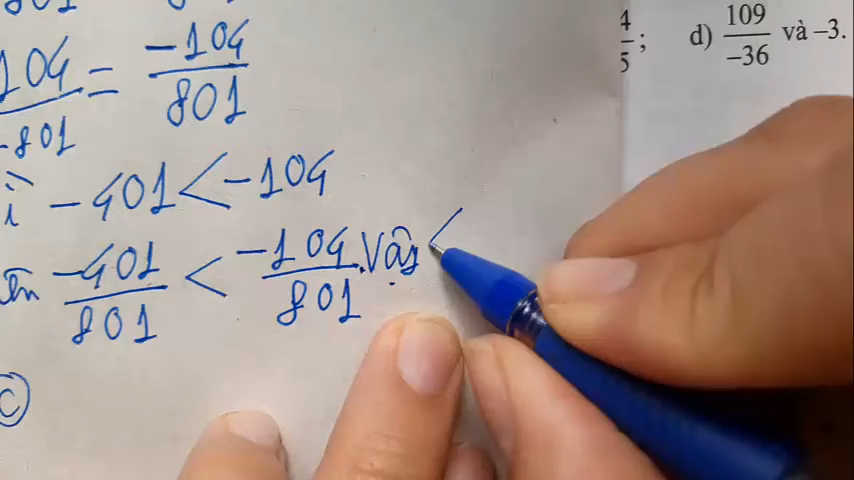 104/-801 = -104/801
-401 < -104
-401/801 < -104/801. Vậy <
C
4/5; d) 109/-36 và -3.